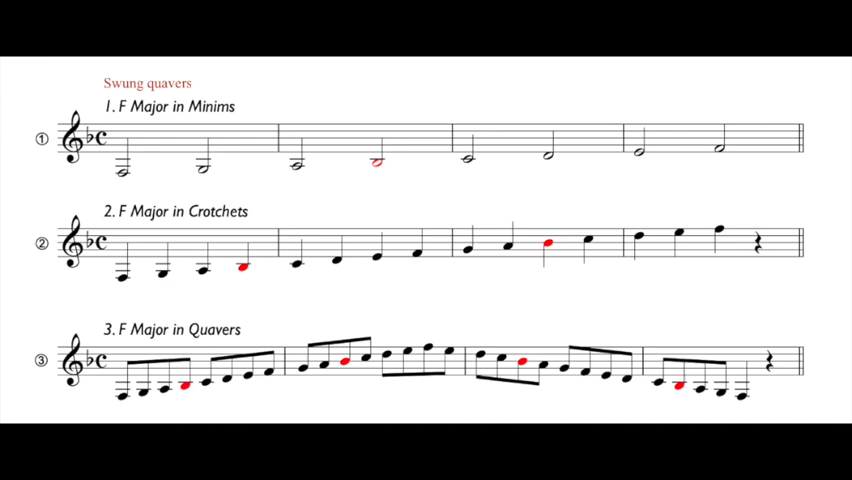 Swung quavers
1. F Major in Minims
①
2. F Major in Crotchets
②
3. F Major in Quavers
③